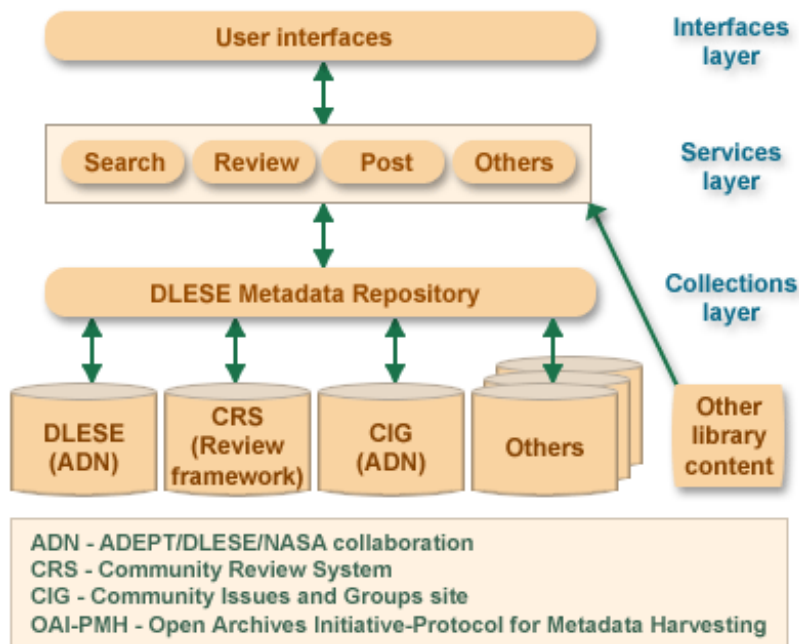 User interfaces
Interfaces
layer
Search
Review
Post
Others
Services
layer
DLESE Metadata Repository
Collections
layer
DLESE
(ADN)
CRS
(Review
framework)
CIG
(ADN)
Others
Other
library
content
ADN - ADEPT/DLESE/NASA collaboration
CRS - Community Review System
CIG - Community Issues and Groups site
OAI-PMH - Open Archives Initiative-Protocol for Metadata Harvesting